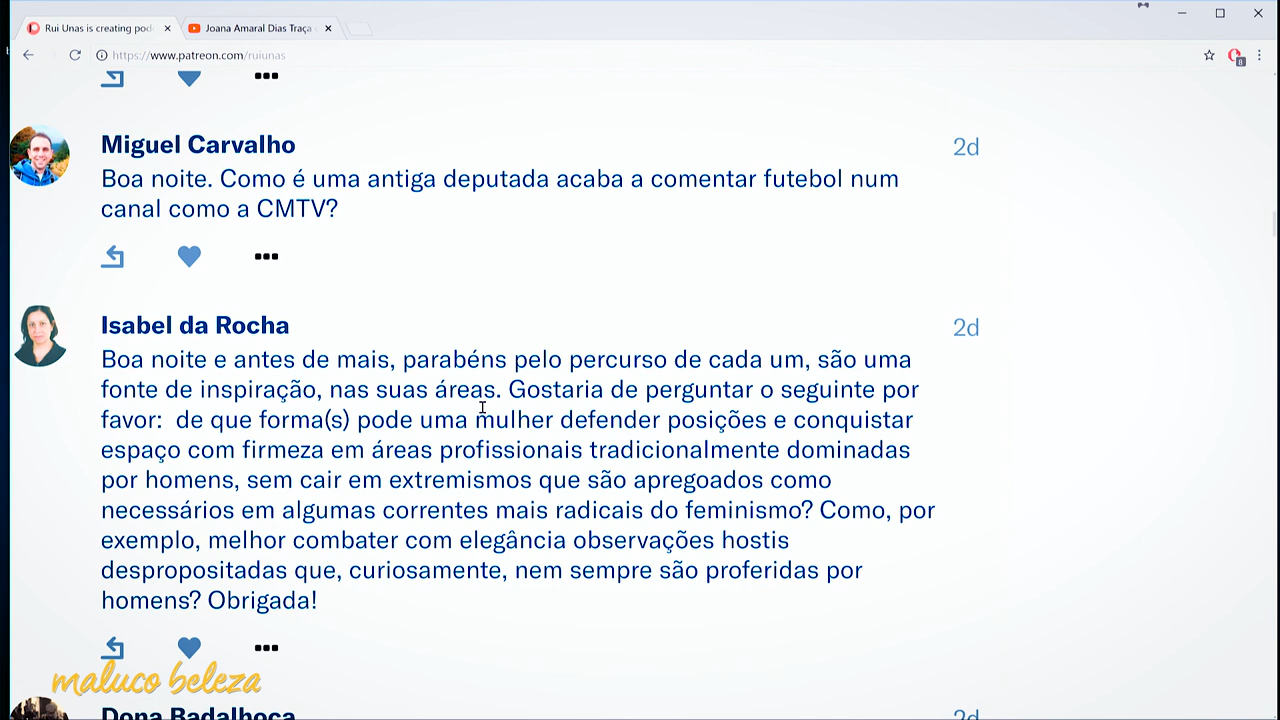 Rui Unas is creating pod
Joana Amaral Dias Traça
https://www.patreon.com/ruiunas
8
Miguel Carvalho
2d
Boa noite. Como é uma antiga deputada acaba a comentar futebol num
canal como a CMTV?
Isabel da Rocha
2d
Boa noite e antes de mais, parabéns pelo percurso de cada um, são uma
fonte de inspiração, nas suas áreas. Gostaria de perguntar o seguinte por
favor:  de que forma(s) pode uma mulher defender posições e conquistar
espaço com firmeza em áreas profissionais tradicionalmente dominadas
por homens, sem cair em extremismos que são apregoados como
necessários em algumas correntes mais radicais do feminismo? Como, por
exemplo, melhor combater com elegância observações hostis
despropositadas que, curiosamente, nem sempre são proferidas por
homens? Obrigada!
maluco beleza
Dona Badalhoca
2d